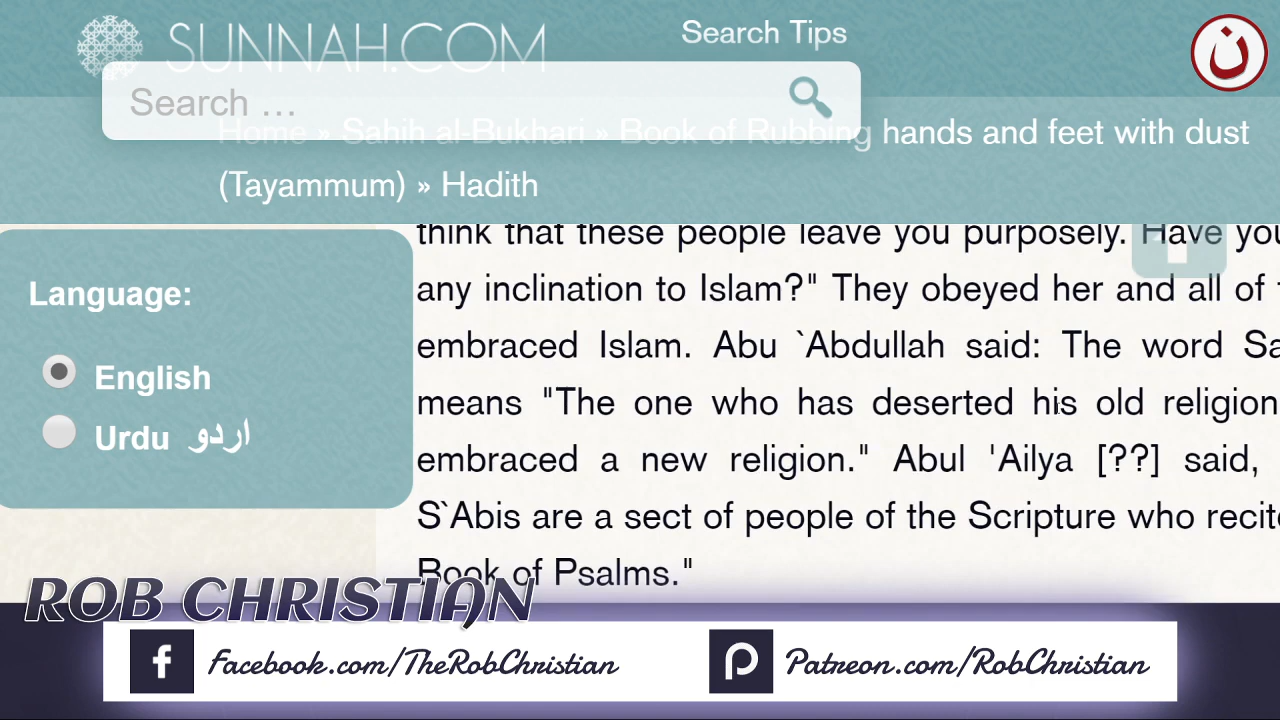 SUNNAH.COM
Search Tips
ن
Search ...
Home » Sahih al-Bukhari » Book of Rubbing hands and feet with dust
(Tayammum) » Hadith
Language:
English
Urdu اردو
think that these people leave you purposely. Have
any inclination to Islam?" They obeyed her and all of
embraced Islam. Abu `Abdullah said: The word
means "The one who has deserted his old religion
embraced a new religion." Abul 'Ailya [??] said,
S`Abis are a sect of people of the Scripture who
Book of Psalms."
ROB CHRISTIAN
Facebook.com/TheRobChristian
Patreon.com/RobChristian